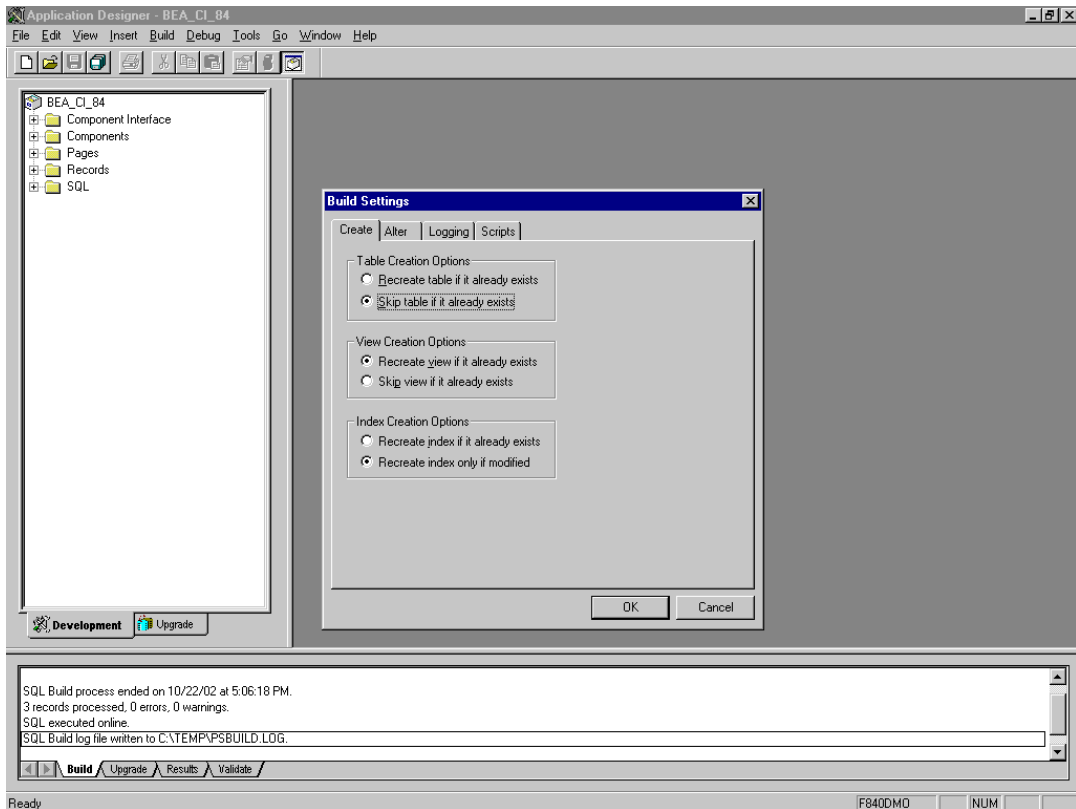 Application Designer - BEA_CI_84
File Edit View Insert Build Debug Tools Go Window Help
BEA_CI_84
Component Interface
Components
Pages
Records
SQL
Development
Upgrade
Build Settings
Create Alter Logging Scripts
Table Creation Options
Recreate table if it already exists
Skip table if it already exists
View Creation Options
Recreate view if it already exists
Skip view if it already exists
Index Creation Options
Recreate index if it already exists
Recreate index only if modified
OK Cancel
SQL Build process ended on 10/22/02 at 5:06:18 PM.
3 records processed, 0 errors, 0 warnings.
SQL executed online.
SQL Build log file written to C:\TEMP\PSBUILD.LOG.
Build Upgrade Results Validate
Ready F840DMO NUM